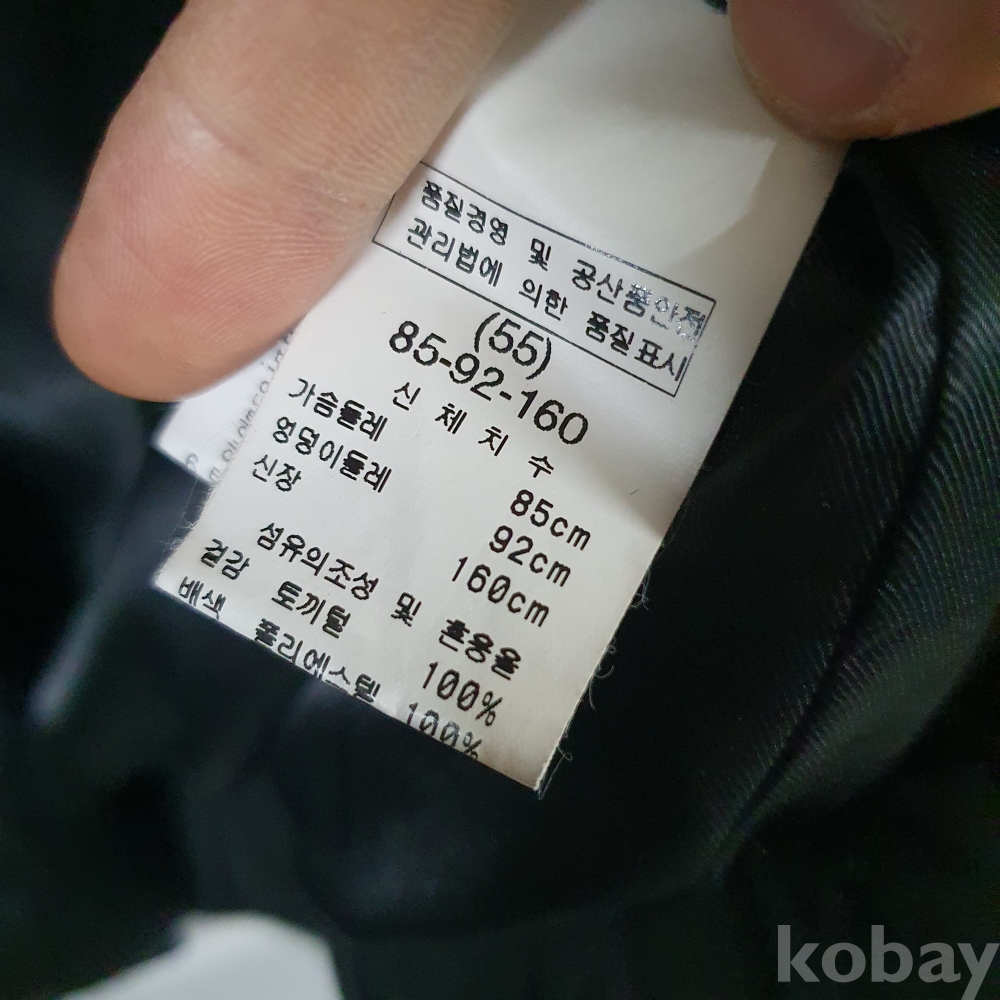 품질경영 및 공산품안전
관리법에 의한 품질표시
(55)
85-92-160
신 체 치 수
가슴둘레 85cm
엉덩이둘레 92cm
신장 160cm
섬유의조성 및 혼용율
겉감 토끼털 100%
배색 폴리에스텔 100%
kobay